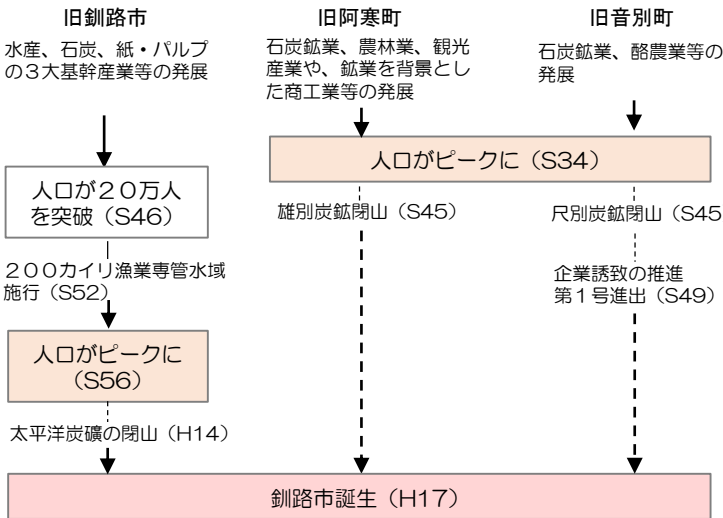 旧釧路市
水産、石炭、紙・パルプ
の３大基幹産業等の発展
人口が２０万人
を突破（S46）
２００カイリ漁業専管水域
施行（S52）
人口がピークに
（S56）
太平洋炭礦の閉山（H14）
旧阿寒町
石炭鉱業、農林業、観光
産業や、鉱業を背景とし
た商工業等の発展
旧音別町
石炭鉱業、酪農業等の
発展
人口がピークに（S34）
雄別炭鉱閉山（S45）
尺別炭鉱閉山（S45
企業誘致の推進
第１号進出（S49）
釧路市誕生（H17）